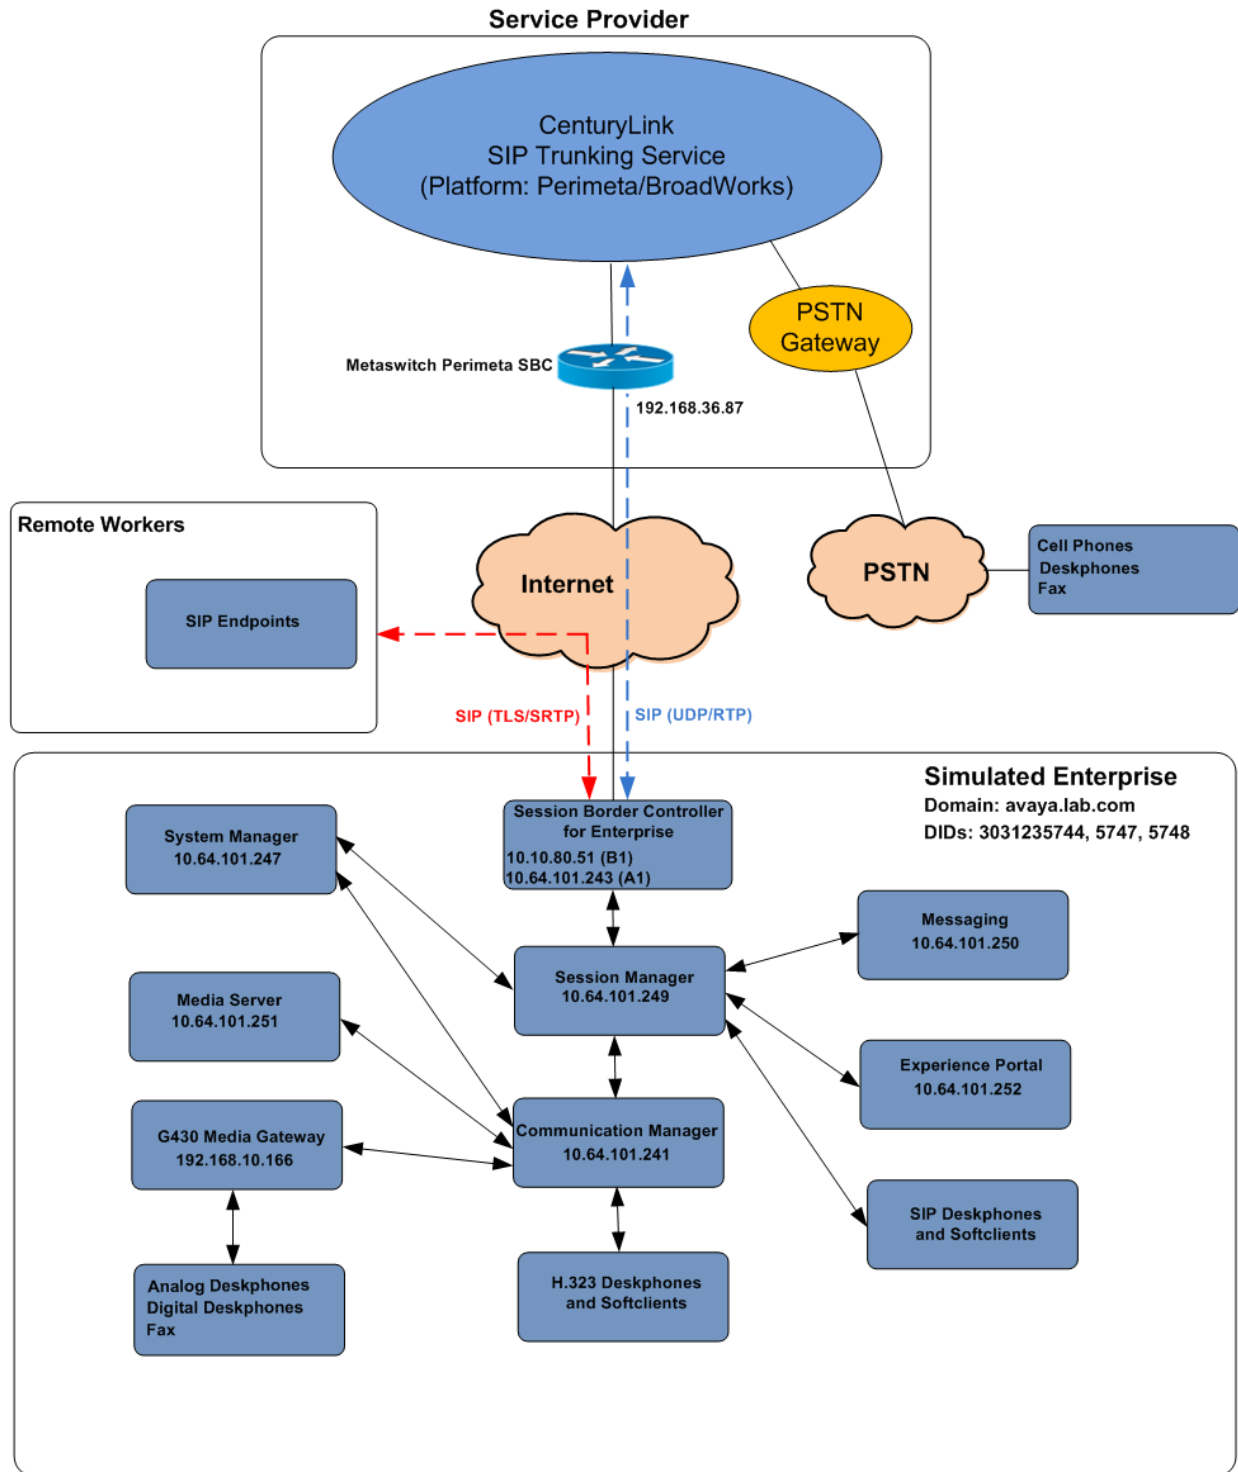 Service Provider
CenturyLink
SIP Trunking Service
(Platform: Perimeta/BroadWorks)
PSTN
Gateway
Metaswitch Perimeta SBC
192.168.36.87
Remote Workers
SIP Endpoints
Internet
PSTN
Cell Phones
Deskphones
Fax
SIP (TLS/SRTP)
SIP (UDP/RTP)
Simulated Enterprise
Domain: avaya.lab.com
DIDs: 3031235744, 5747, 5748
Session Border Controller
for Enterprise
10.10.80.51 (B1)
10.64.101.243 (A1)
System Manager
10.64.101.247
Messaging
10.64.101.250
Session Manager
10.64.101.249
Media Server
10.64.101.251
Experience Portal
10.64.101.252
Communication Manager
10.64.101.241
G430 Media Gateway
192.168.10.166
SIP Deskphones
and Softclients
H.323 Deskphones
and Softclients
Analog Deskphones
Digital Deskphones
Fax